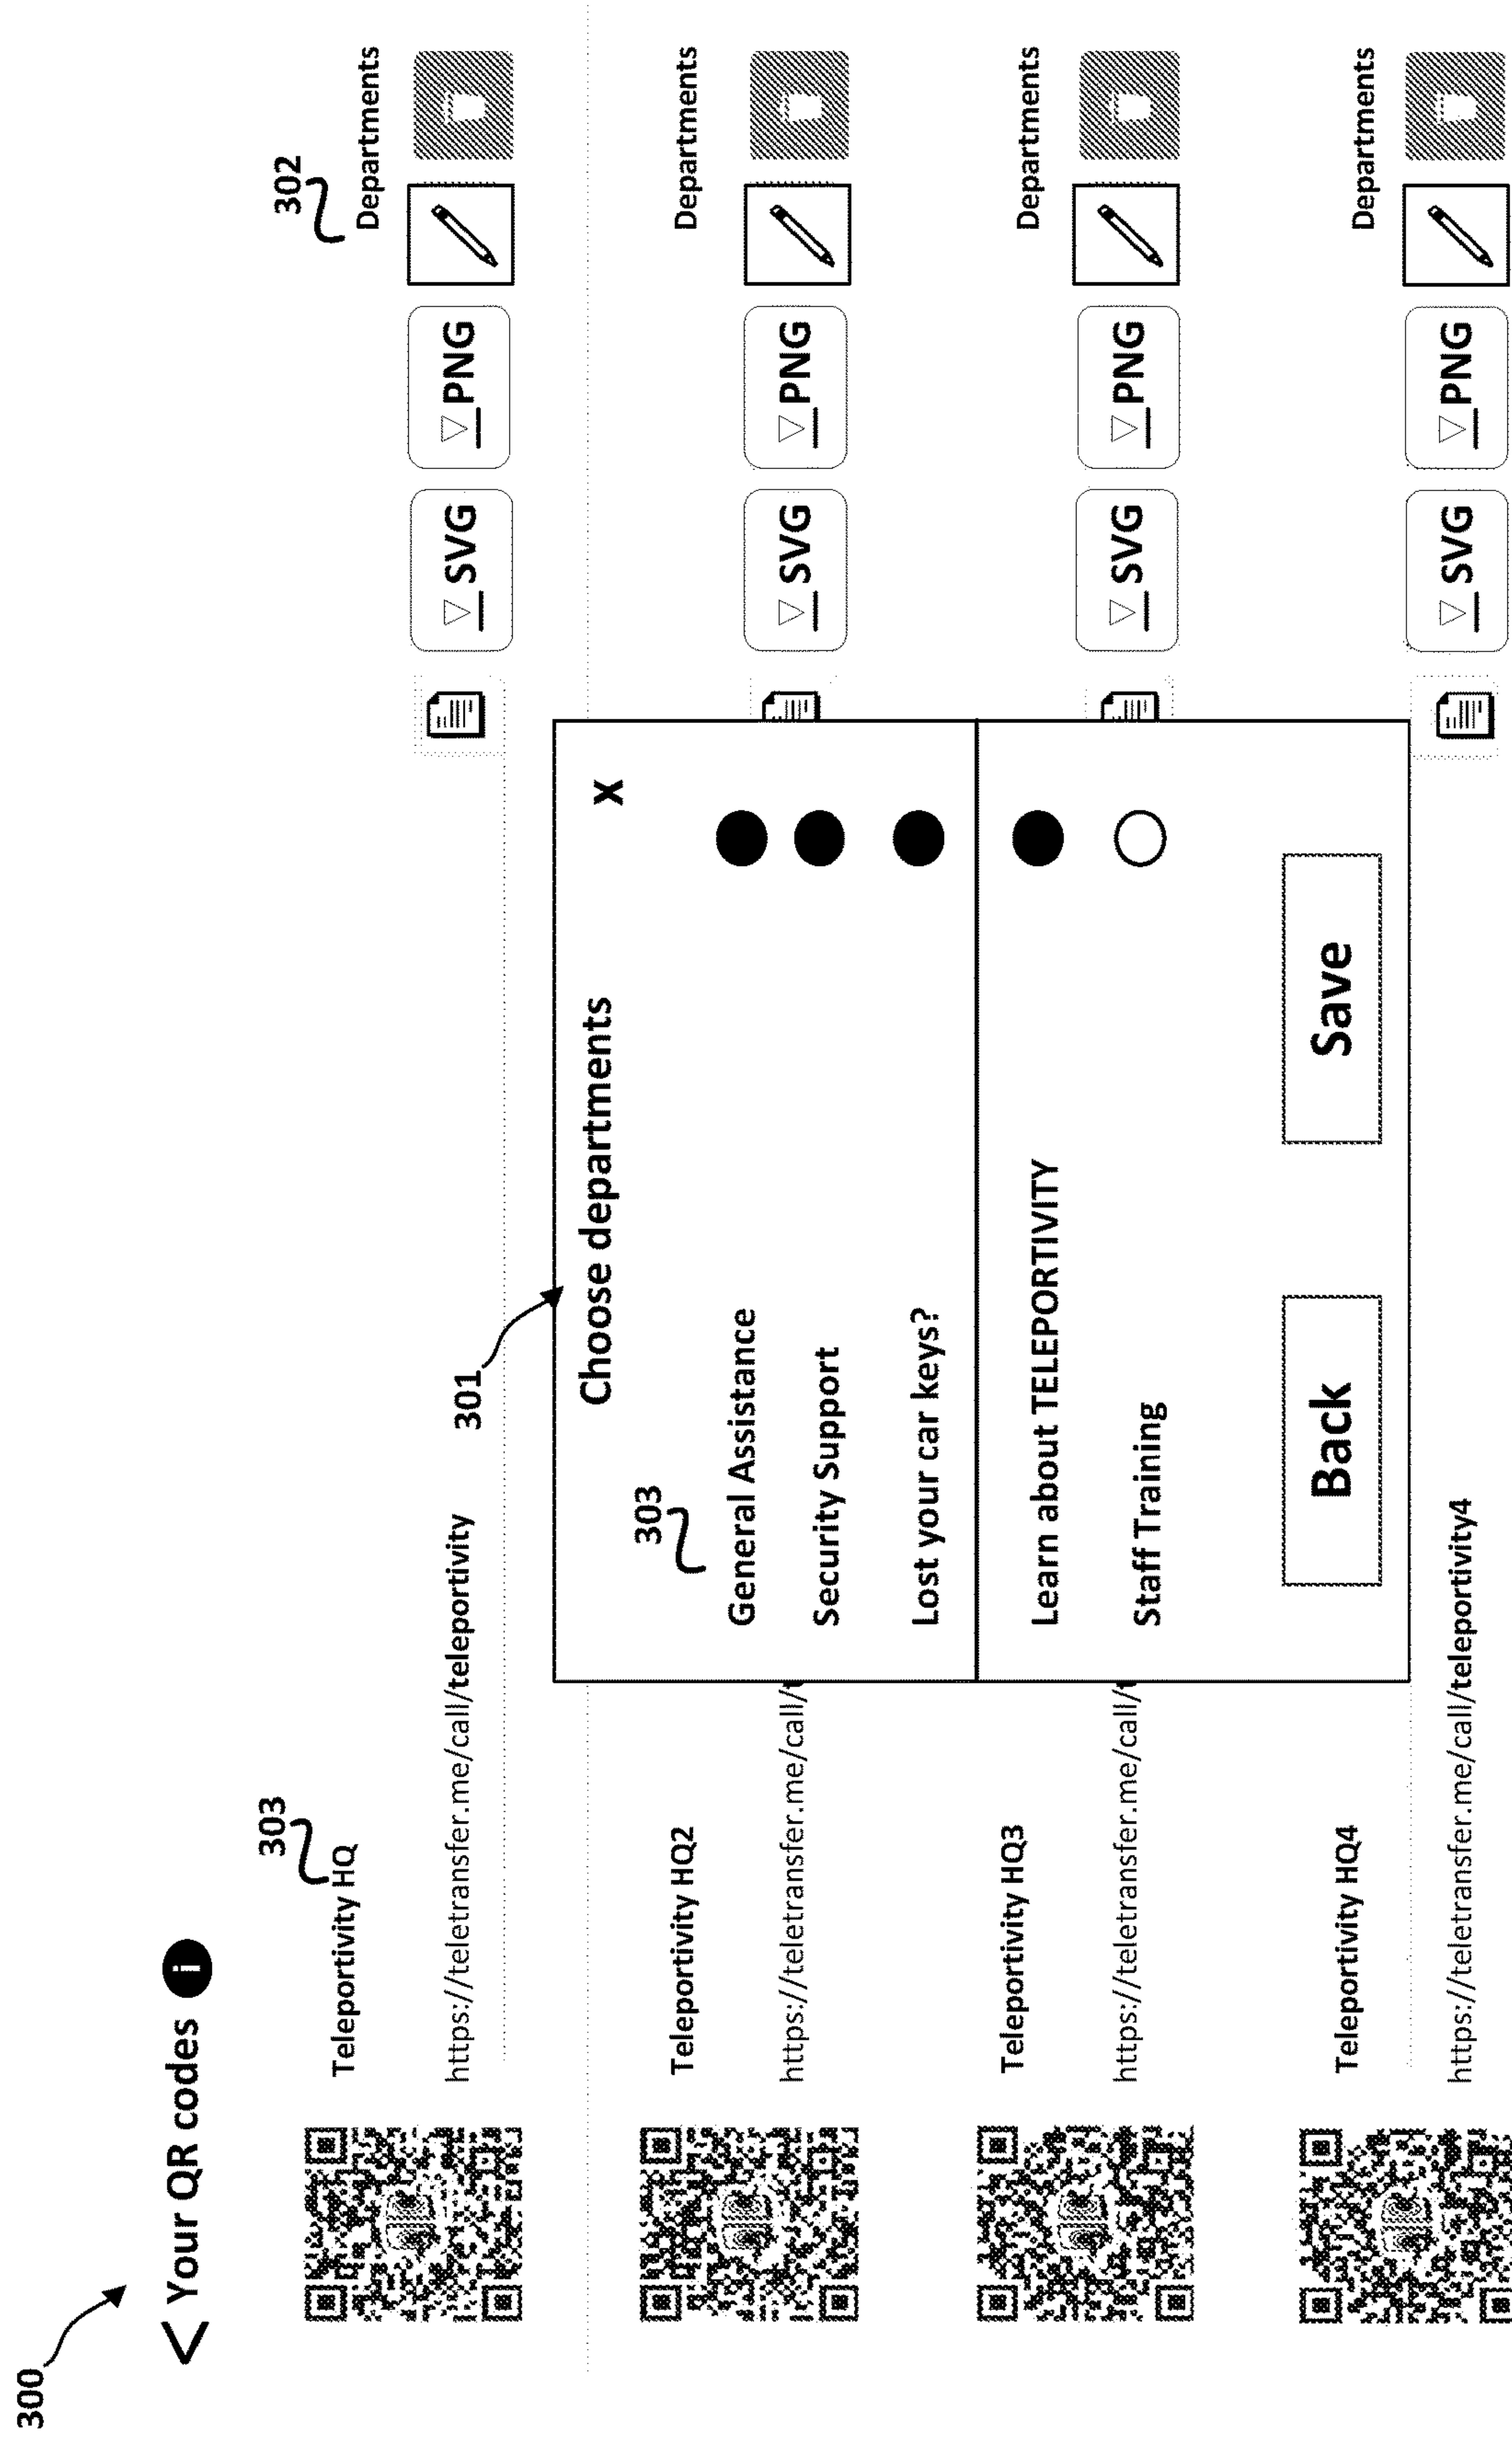 300
< Your QR codes i
303
302
Teleportivity HQ
Departments
https://teletransfer.me/call/teleportivity
SVG
PNG
301
Teleportivity HQ2
Departments
https://teletransfer.me/call/
SVG
PNG
Choose departments X
303
General Assistance
Security Support
Lost your car keys?
Learn about TELEPORTIVITY
Staff Training
Back
Save
Teleportivity HQ3
Departments
https://teletransfer.me/call/
SVG
PNG
Teleportivity HQ4
Departments
https://teletransfer.me/call/teleportivity4
SVG
PNG